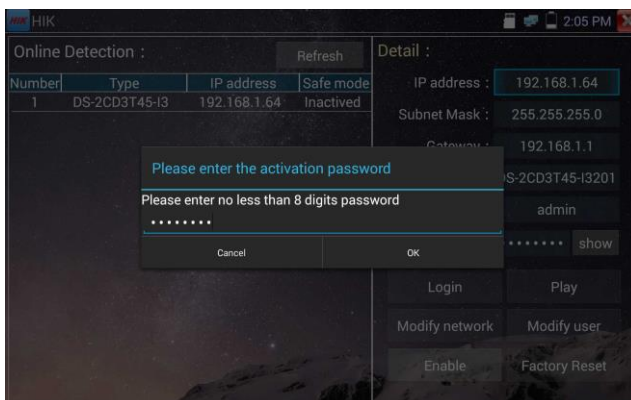 HIK HIK 2:05 PM
Online Detection : Refresh
Number Type IP address Safe mode
1 DS-2CD3T45-I3 192.168.1.64 Inactived
Detail :
IP address : 192.168.1.64
Subnet Mask : 255.255.255.0
Gateway : 192.168.1.1
S-2CD3T45-I3201
admin
•••••••• show
Please enter the activation password
Please enter no less than 8 digits password
••••••••
Cancel OK
Login Play
Modify network Modify user
Enable Factory Reset